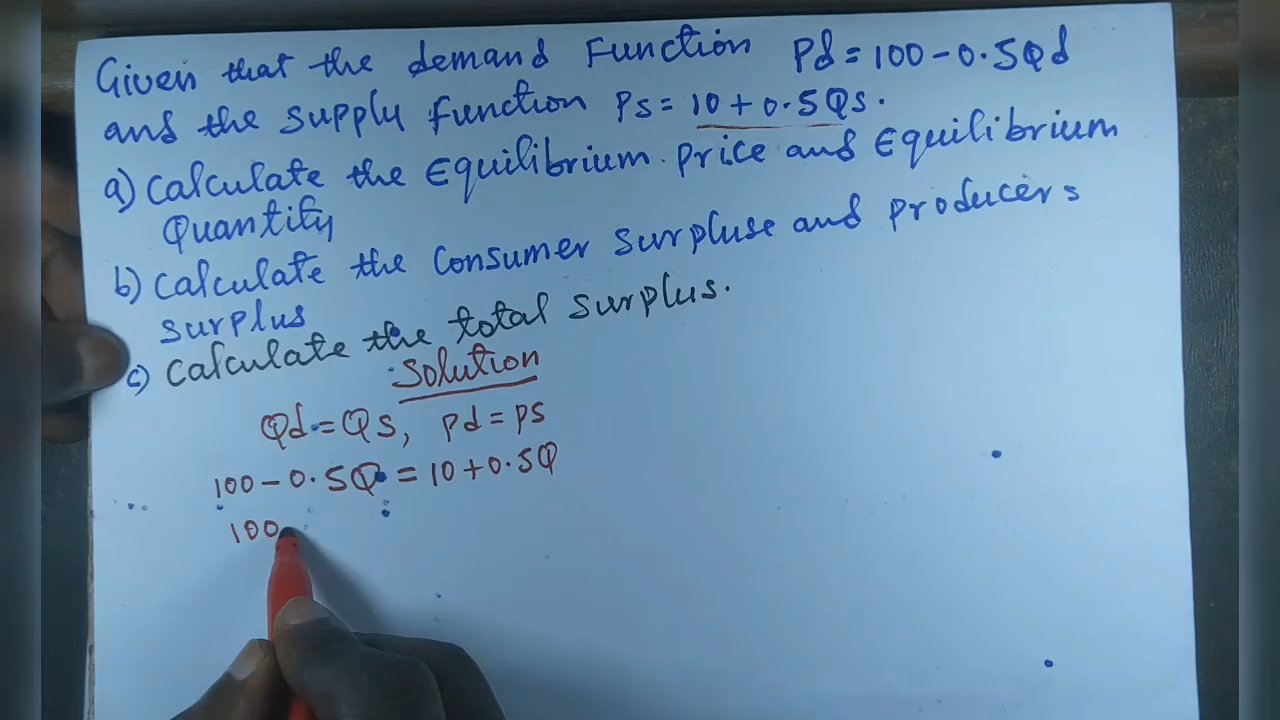 Given that the demand Function Pd = 100 - 0.5Qd
and the supply function Ps = 10 + 0.5Qs.
a) Calculate the Equilibrium price and Equilibrium
Quantity
b) Calculate the Consumer surpluse and producers
surplus
c) Calculate the total surplus.
Solution
Qd = Qs, Pd = Ps
100 - 0.5Q = 10 + 0.5Q
100